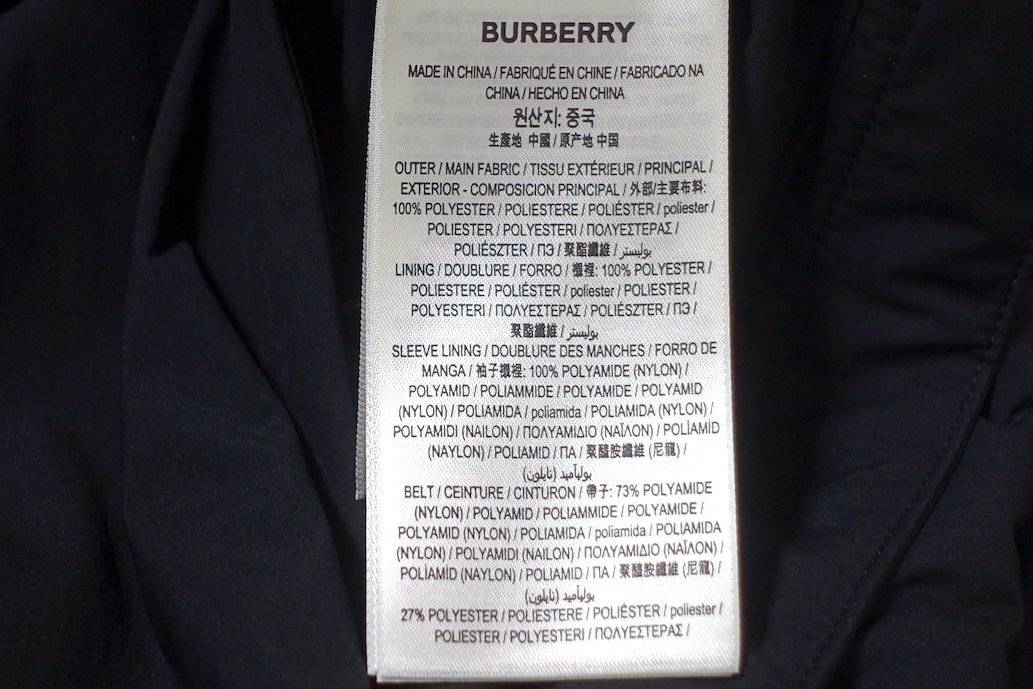 BURBERRY
MADE IN CHINA / FABRIQUÉ EN CHINE / FABRICADO NA
CHINA / HECHO EN CHINA
원산지: 중국
生產地 中國 / 原产地 中国
OUTER / MAIN FABRIC / TISSU EXTÉRIEUR / PRINCIPAL /
EXTERIOR - COMPOSICION PRINCIPAL / 外部/主要布料:
100% POLYESTER / POLIESTERE / POLIÉSTER / poliester /
POLIESTER / POLYESTERI / ΠΟΛΥΕΣΤΕΡΑΣ /
POLIÉSZTER / ПЭ / 聚酯纖維 / بوليستر
LINING / DOUBLURE / FORRO / 襯裡: 100% POLYESTER /
POLIESTERE / POLIÉSTER / poliester / POLIESTER /
POLYESTERI / ΠΟΛΥΕΣΤΕΡΑΣ / POLIÉSZTER / ПЭ /
聚酯纖維 / بوليستر
SLEEVE LINING / DOUBLURE DES MANCHES / FORRO DE
MANGA / 袖子襯裡: 100% POLYAMIDE (NYLON) /
POLYAMID / POLIAMMIDE / POLYAMIDE / POLYAMID
(NYLON) / POLIAMIDA / poliamida / POLIAMIDA (NYLON) /
POLYAMIDI (NAILON) / ΠΟΛΥΑΜΙΔΙΟ (ΝΑΪΛΟΝ) / POLİAMİD
(NAYLON) / POLIAMID / ПА / 聚醯胺纖維 (尼龍) /
بوليأميد (نايلون)
BELT / CEINTURE / CINTURON / 帶子: 73% POLYAMIDE
(NYLON) / POLYAMID / POLIAMMIDE / POLYAMIDE /
POLYAMID (NYLON) / POLIAMIDA / poliamida / POLIAMIDA
(NYLON) / POLYAMIDI (NAILON) / ΠΟΛΥΑΜΙΔΙΟ (ΝΑΪΛΟΝ) /
POLİAMİD (NAYLON) / POLIAMID / ПА / 聚醯胺纖維 (尼龍) /
بوليأميد (نايلون)
27% POLYESTER / POLIESTERE / POLIÉSTER / poliester /
POLIESTER / POLYESTERI / ΠΟΛΥΕΣΤΕΡΑΣ /